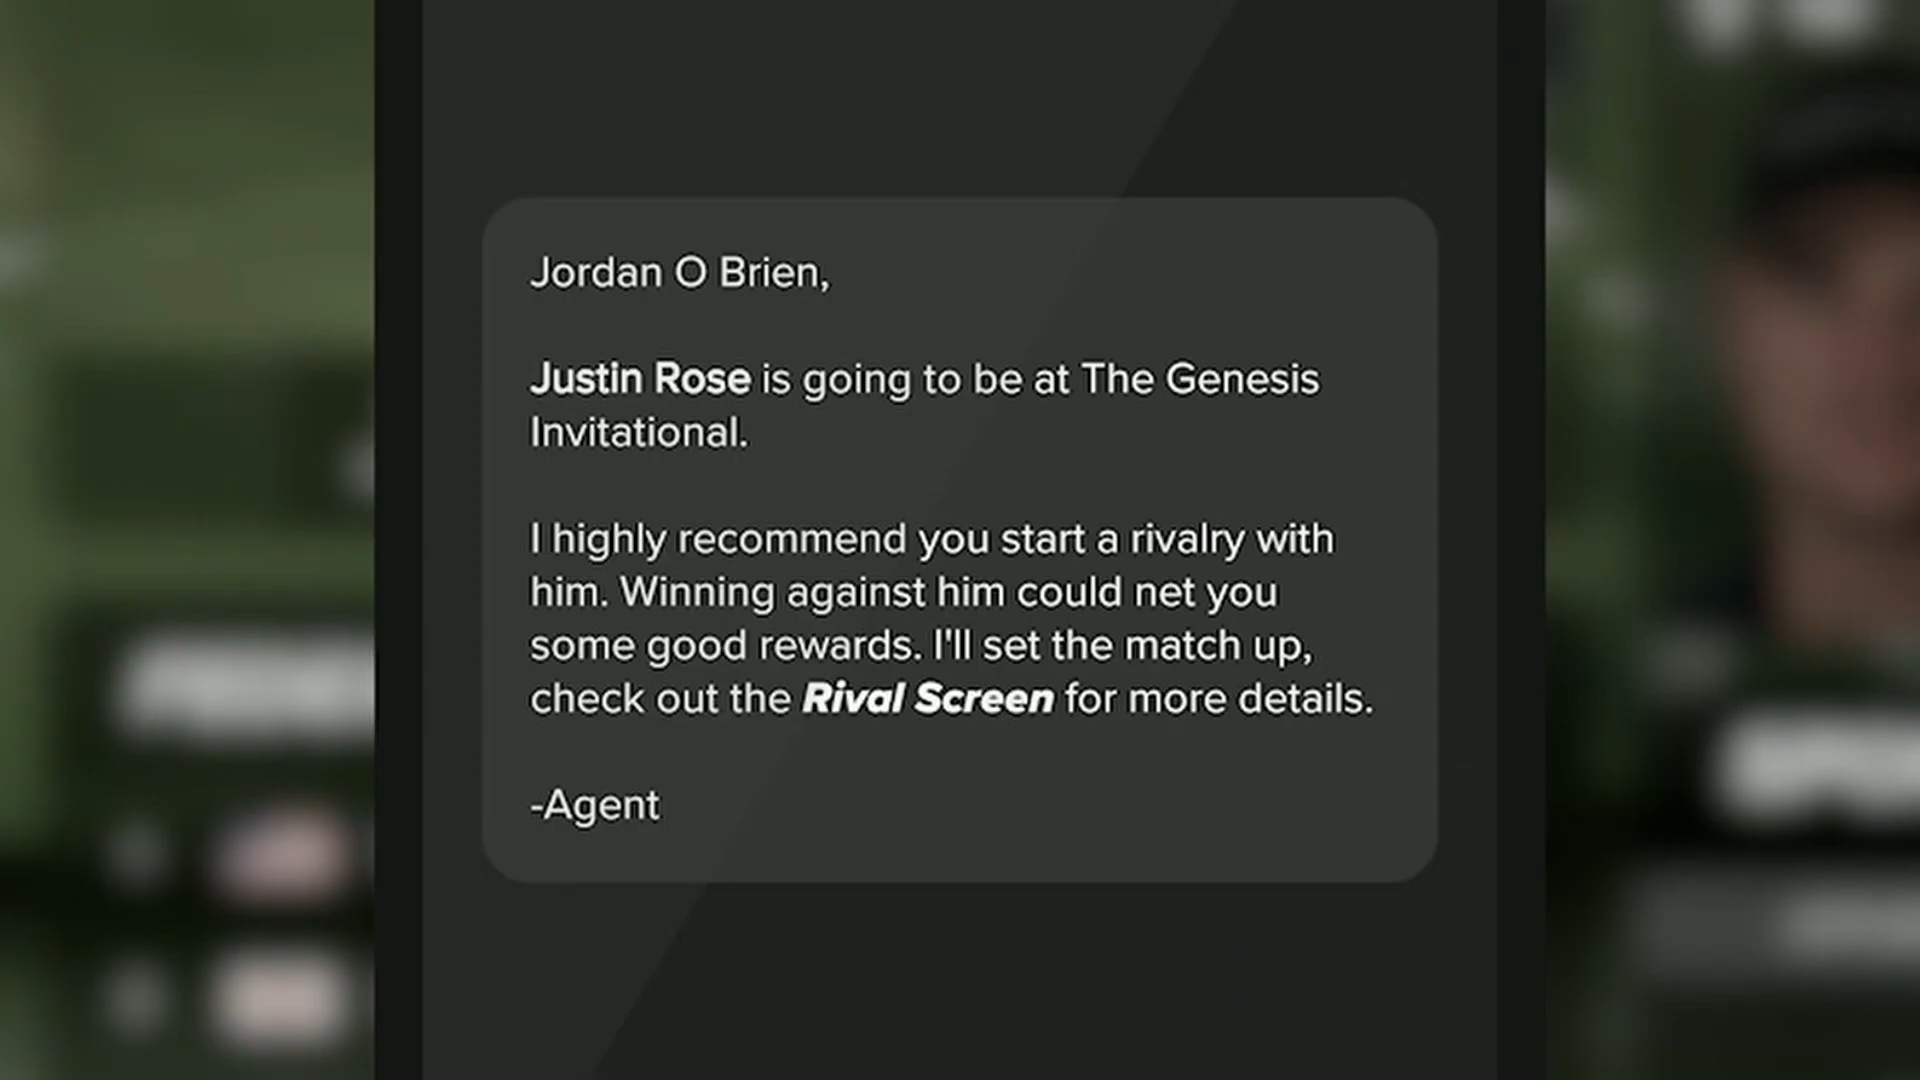 Jordan O Brien,
Justin Rose is going to be at The Genesis
Invitational.
I highly recommend you start a rivalry with
him. Winning against him could net you
some good rewards. I'll set the match up,
check out the Rival Screen for more details.
-Agent